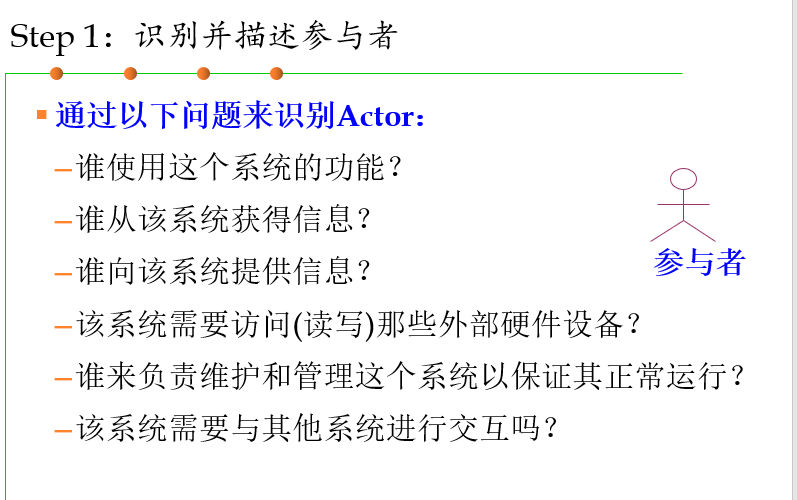 Step 1：识别并描述参与者
通过以下问题来识别Actor：
–谁使用这个系统的功能？
–谁从该系统获得信息？
–谁向该系统提供信息？
–该系统需要访问(读写)那些外部硬件设备？
–谁来负责维护和管理这个系统以保证其正常运行？
–该系统需要与其他系统进行交互吗？
参与者